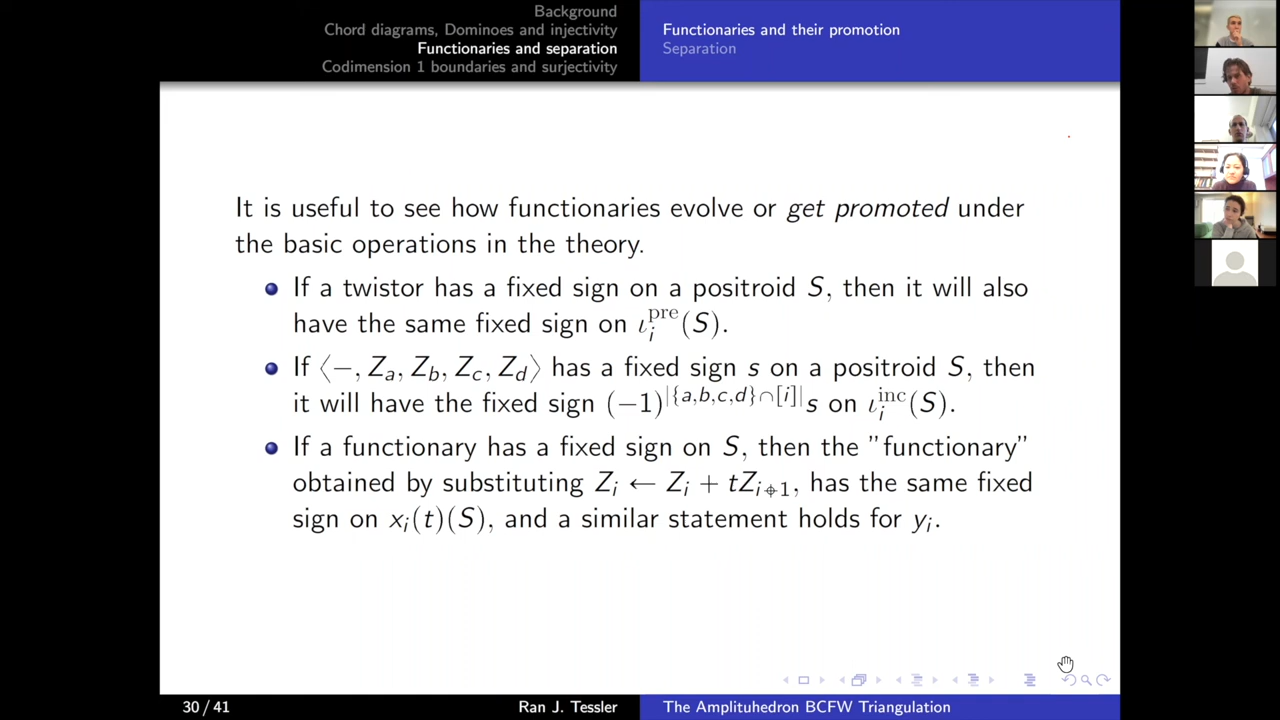 Background
Chord diagrams, Dominoes and injectivity
Functionaries and separation
Codimension 1 boundaries and surjectivity
Functionaries and their promotion
Separation
It is useful to see how functionaries evolve or get promoted under
the basic operations in the theory.
If a twistor has a fixed sign on a positroid S, then it will also
have the same fixed sign on ι_i^pre(S).
If ⟨−, Z_a, Z_b, Z_c, Z_d⟩ has a fixed sign s on a positroid S, then
it will have the fixed sign (−1)^|{a,b,c,d}∩[i]| s on ι_i^inc(S).
If a functionary has a fixed sign on S, then the ”functionary”
obtained by substituting Z_i ← Z_i + tZ_{i+1}, has the same fixed
sign on x_i(t)(S), and a similar statement holds for y_i.
30 / 41
Ran J. Tessler
The Amplituhedron BCFW Triangulation